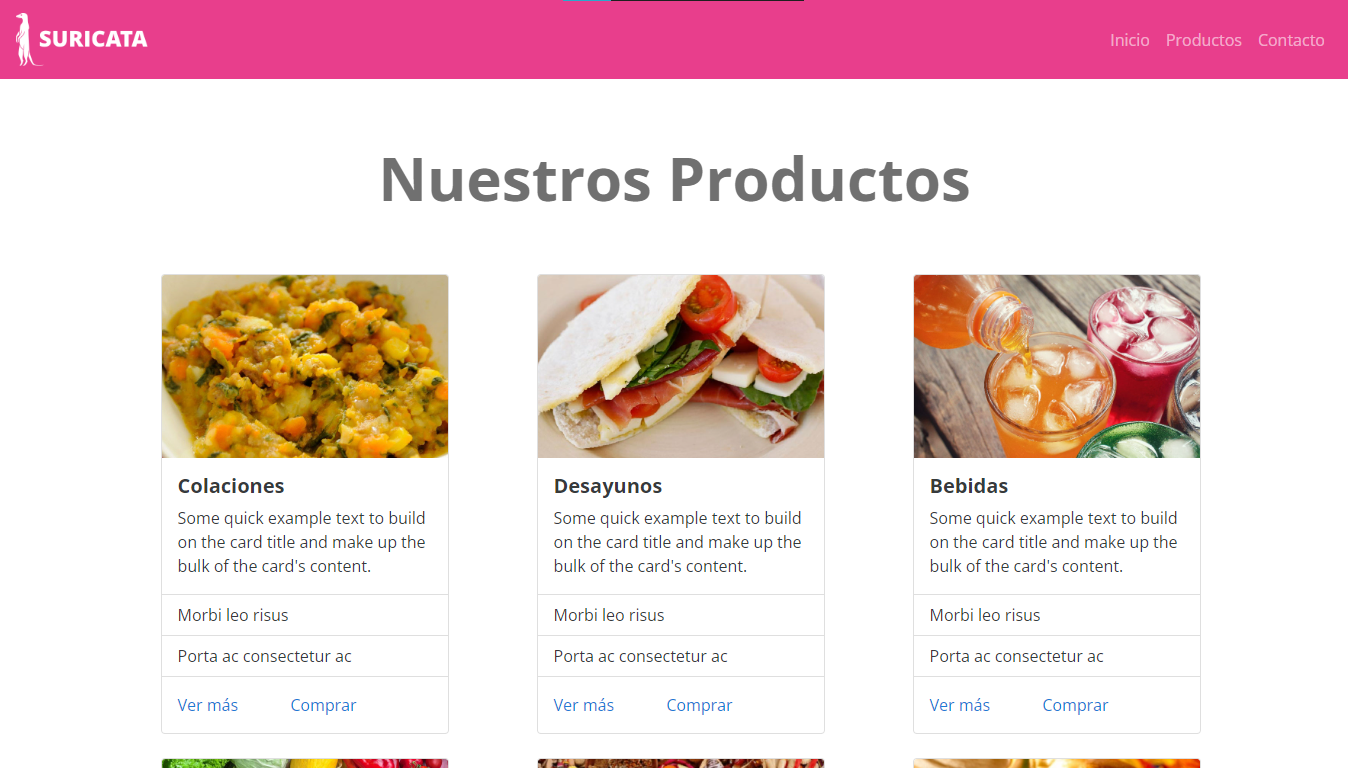 SURICATA
Inicio Productos Contacto
Nuestros Productos
Colaciones
Some quick example text to build
on the card title and make up the
bulk of the card's content.
Morbi leo risus
Porta ac consectetur ac
Ver más Comprar
Desayunos
Some quick example text to build
on the card title and make up the
bulk of the card's content.
Morbi leo risus
Porta ac consectetur ac
Ver más Comprar
Bebidas
Some quick example text to build
on the card title and make up the
bulk of the card's content.
Morbi leo risus
Porta ac consectetur ac
Ver más Comprar